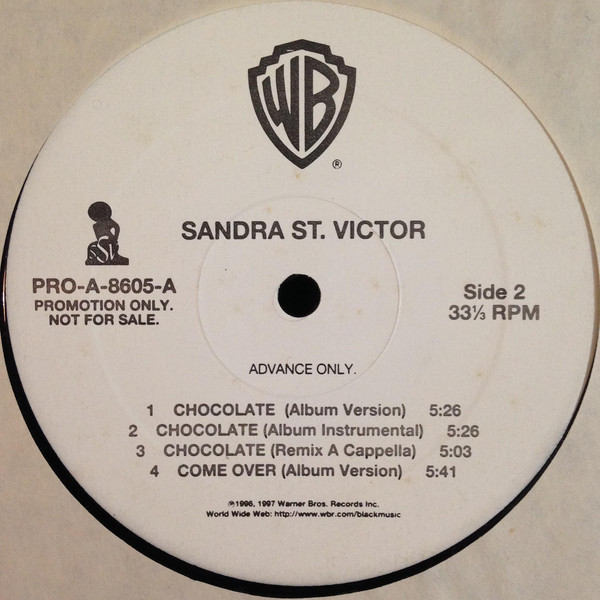 WB
®
SANDRA ST. VICTOR
SSV
PRO-A-8605-A
PROMOTION ONLY.
NOT FOR SALE.
Side 2
33⅓ RPM
ADVANCE ONLY.
1 CHOCOLATE (Album Version) 5:26
2 CHOCOLATE (Album Instrumental) 5:26
3 CHOCOLATE (Remix A Cappella) 5:03
4 COME OVER (Album Version) 5:41
℗1996, 1997 Warner Bros. Records Inc.
World Wide Web: http://www.wbr.com/blackmusic